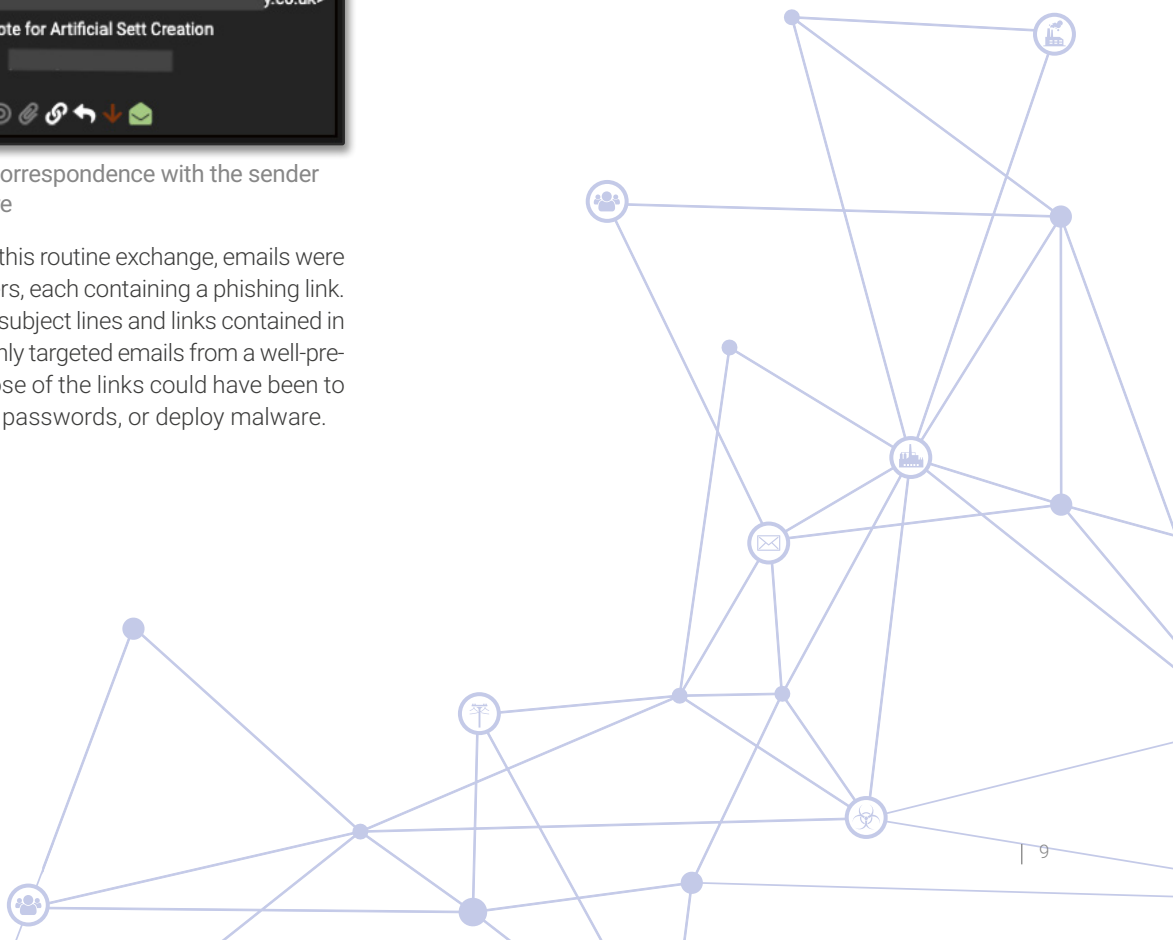 y.co.uk>
ote for Artificial Sett Creation
orrespondence with the sender
e
this routine exchange, emails were
rs, each containing a phishing link.
subject lines and links contained in
ly targeted emails from a well-pre-
se of the links could have been to
passwords, or deploy malware.
| 9